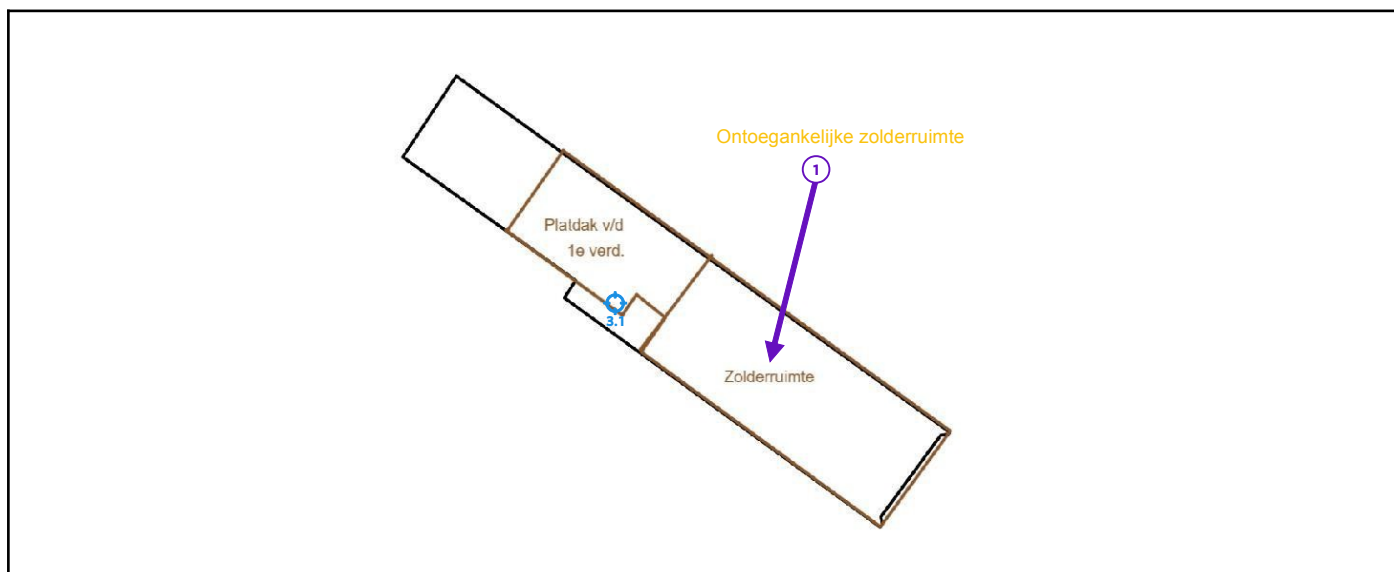 Ontoegankelijke zolderruimte
1
Platdak v/d
1e verd.
3.1
Zolderruimte